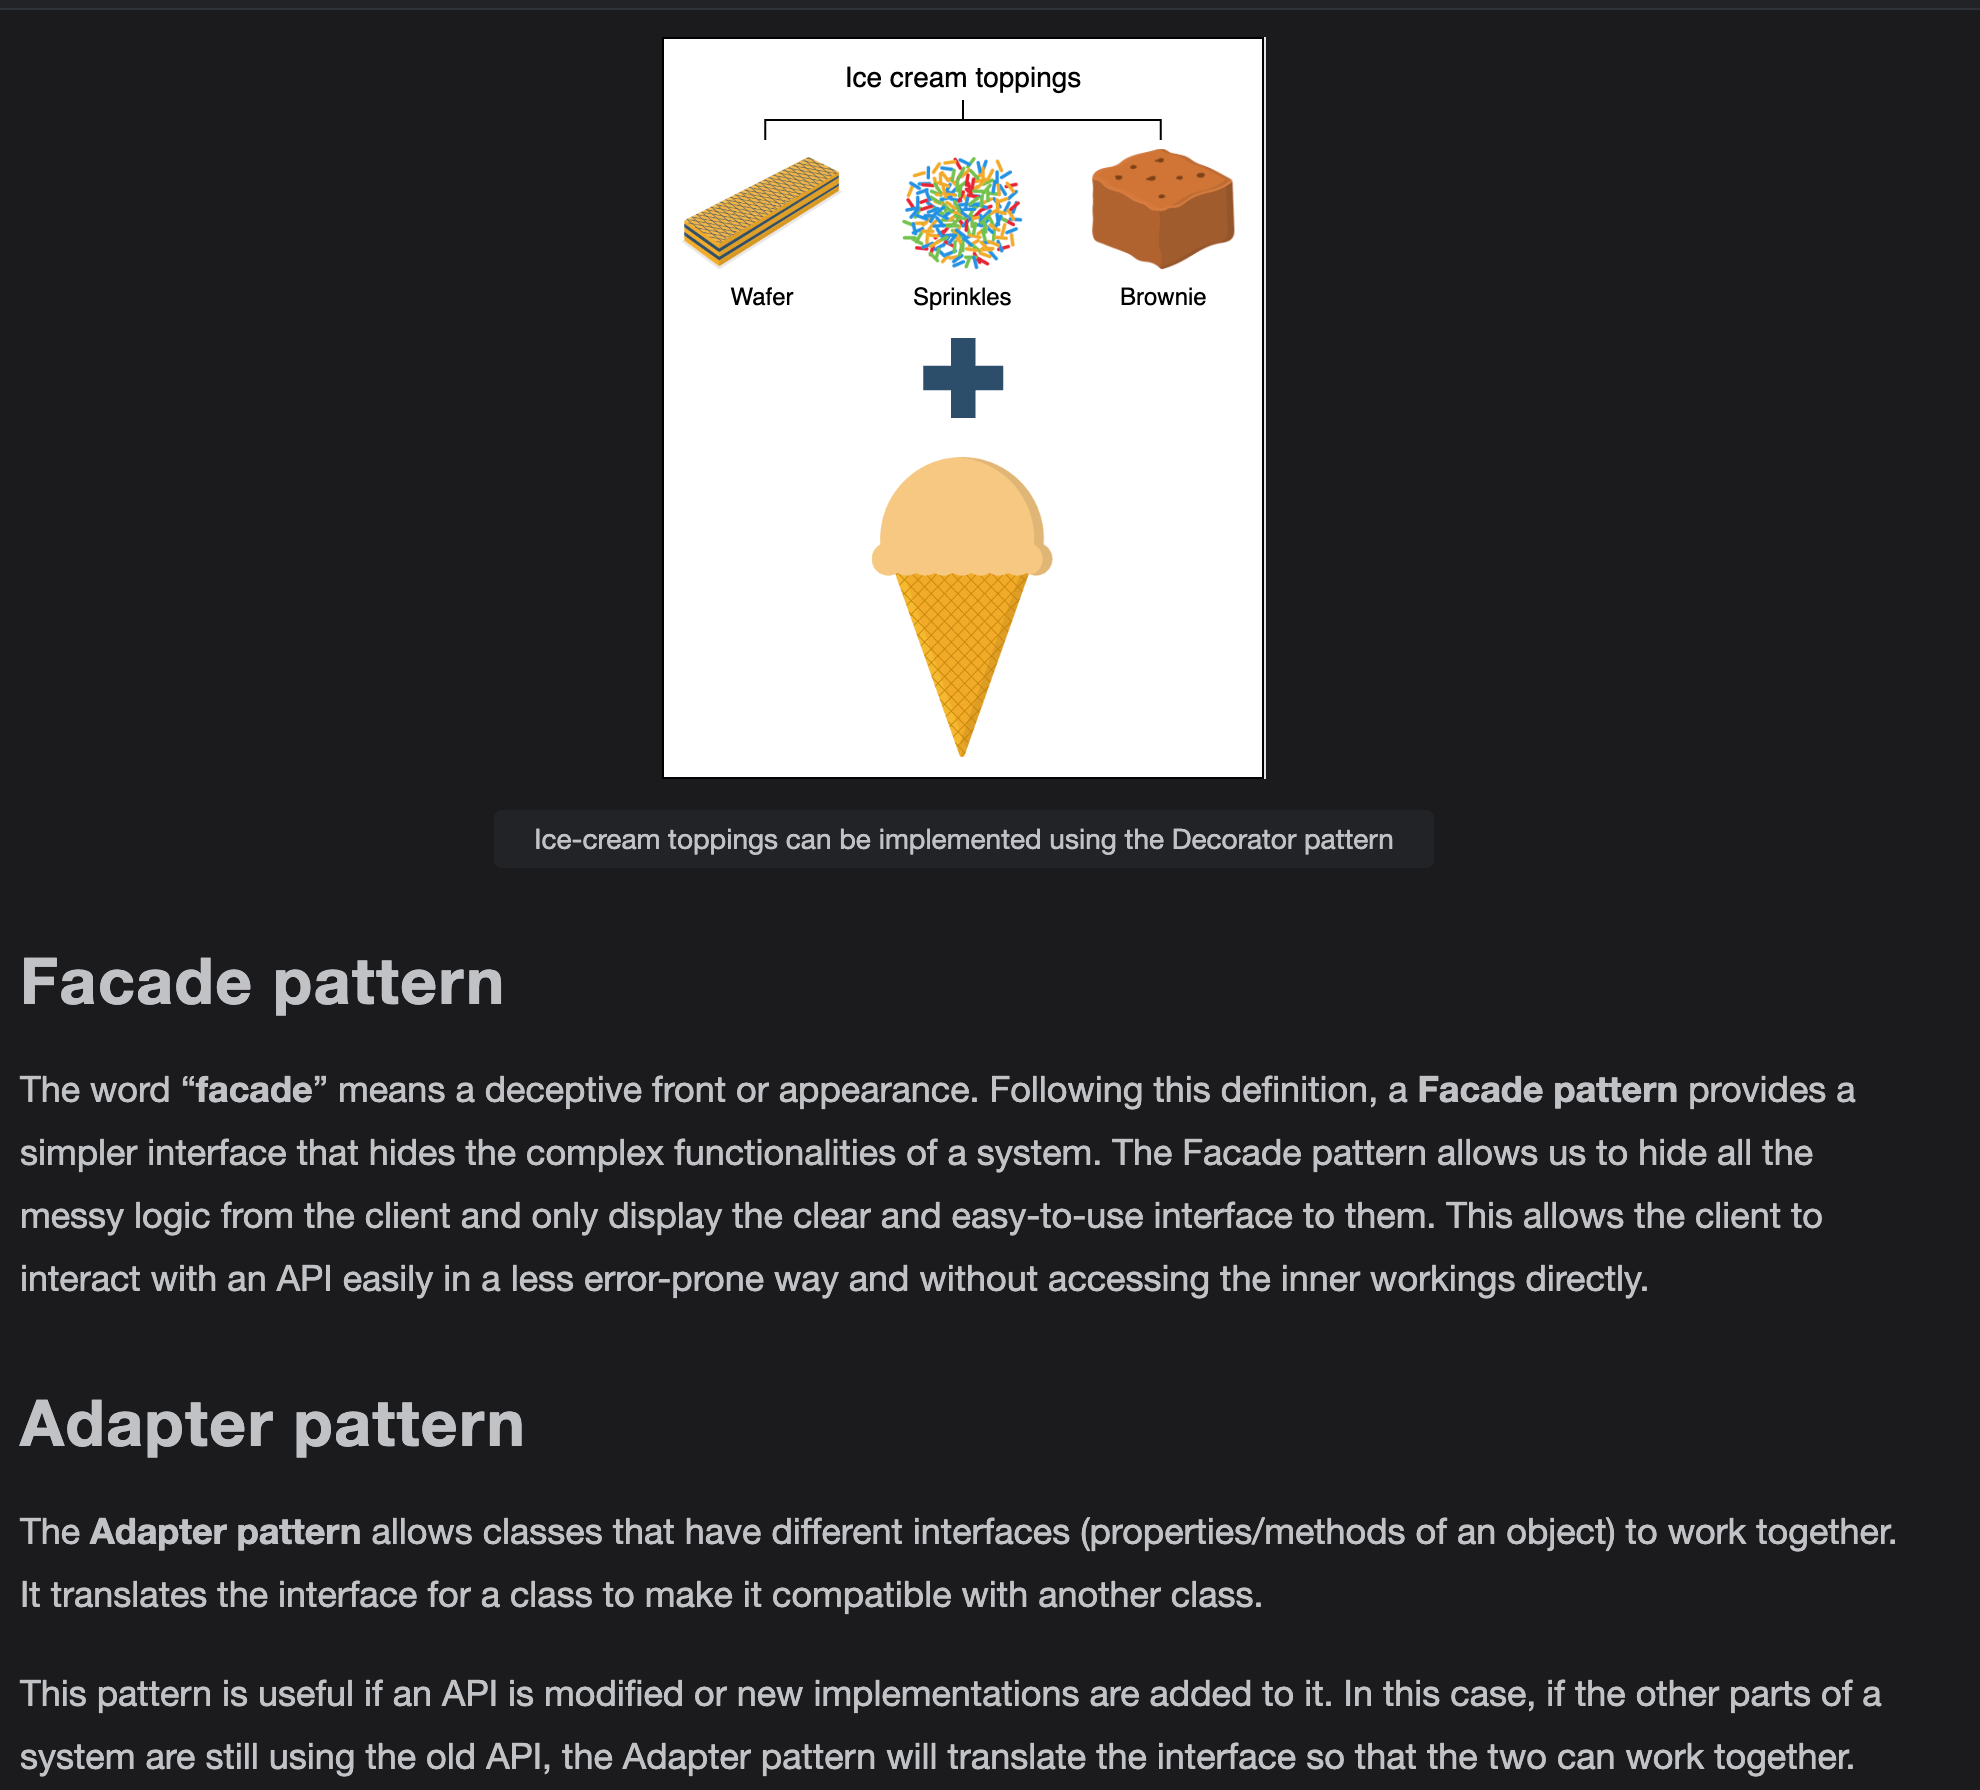 Ice cream toppings
Wafer
Sprinkles
Brownie
Ice-cream toppings can be implemented using the Decorator pattern
Facade pattern
The word “facade” means a deceptive front or appearance. Following this definition, a Facade pattern provides a
simpler interface that hides the complex functionalities of a system. The Facade pattern allows us to hide all the
messy logic from the client and only display the clear and easy-to-use interface to them. This allows the client to
interact with an API easily in a less error-prone way and without accessing the inner workings directly.
Adapter pattern
The Adapter pattern allows classes that have different interfaces (properties/methods of an object) to work together.
It translates the interface for a class to make it compatible with another class.
This pattern is useful if an API is modified or new implementations are added to it. In this case, if the other parts of a
system are still using the old API, the Adapter pattern will translate the interface so that the two can work together.